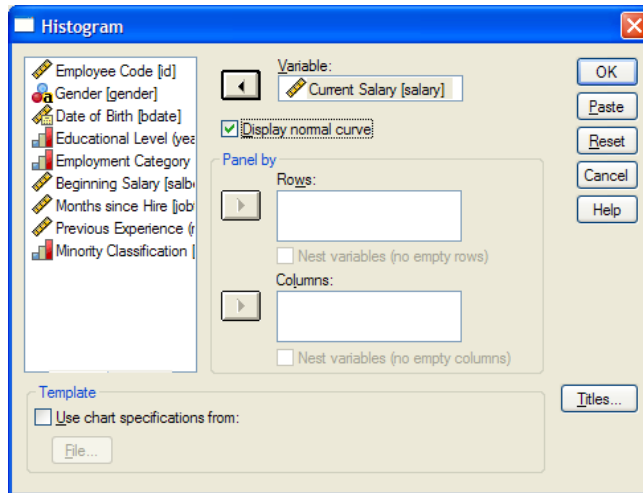 Histogram
Employee Code [id]
Gender [gender]
Date of Birth [bdate]
Educational Level (yea
Employment Category
Beginning Salary [salb
Months since Hire [job
Previous Experience (
Minority Classification [
Variable:
Current Salary [salary]
Display normal curve
Panel by
Rows:
Nest variables (no empty rows)
Columns:
Nest variables (no empty columns)
OK
Paste
Reset
Cancel
Help
Template
Use chart specifications from:
File...
Titles...